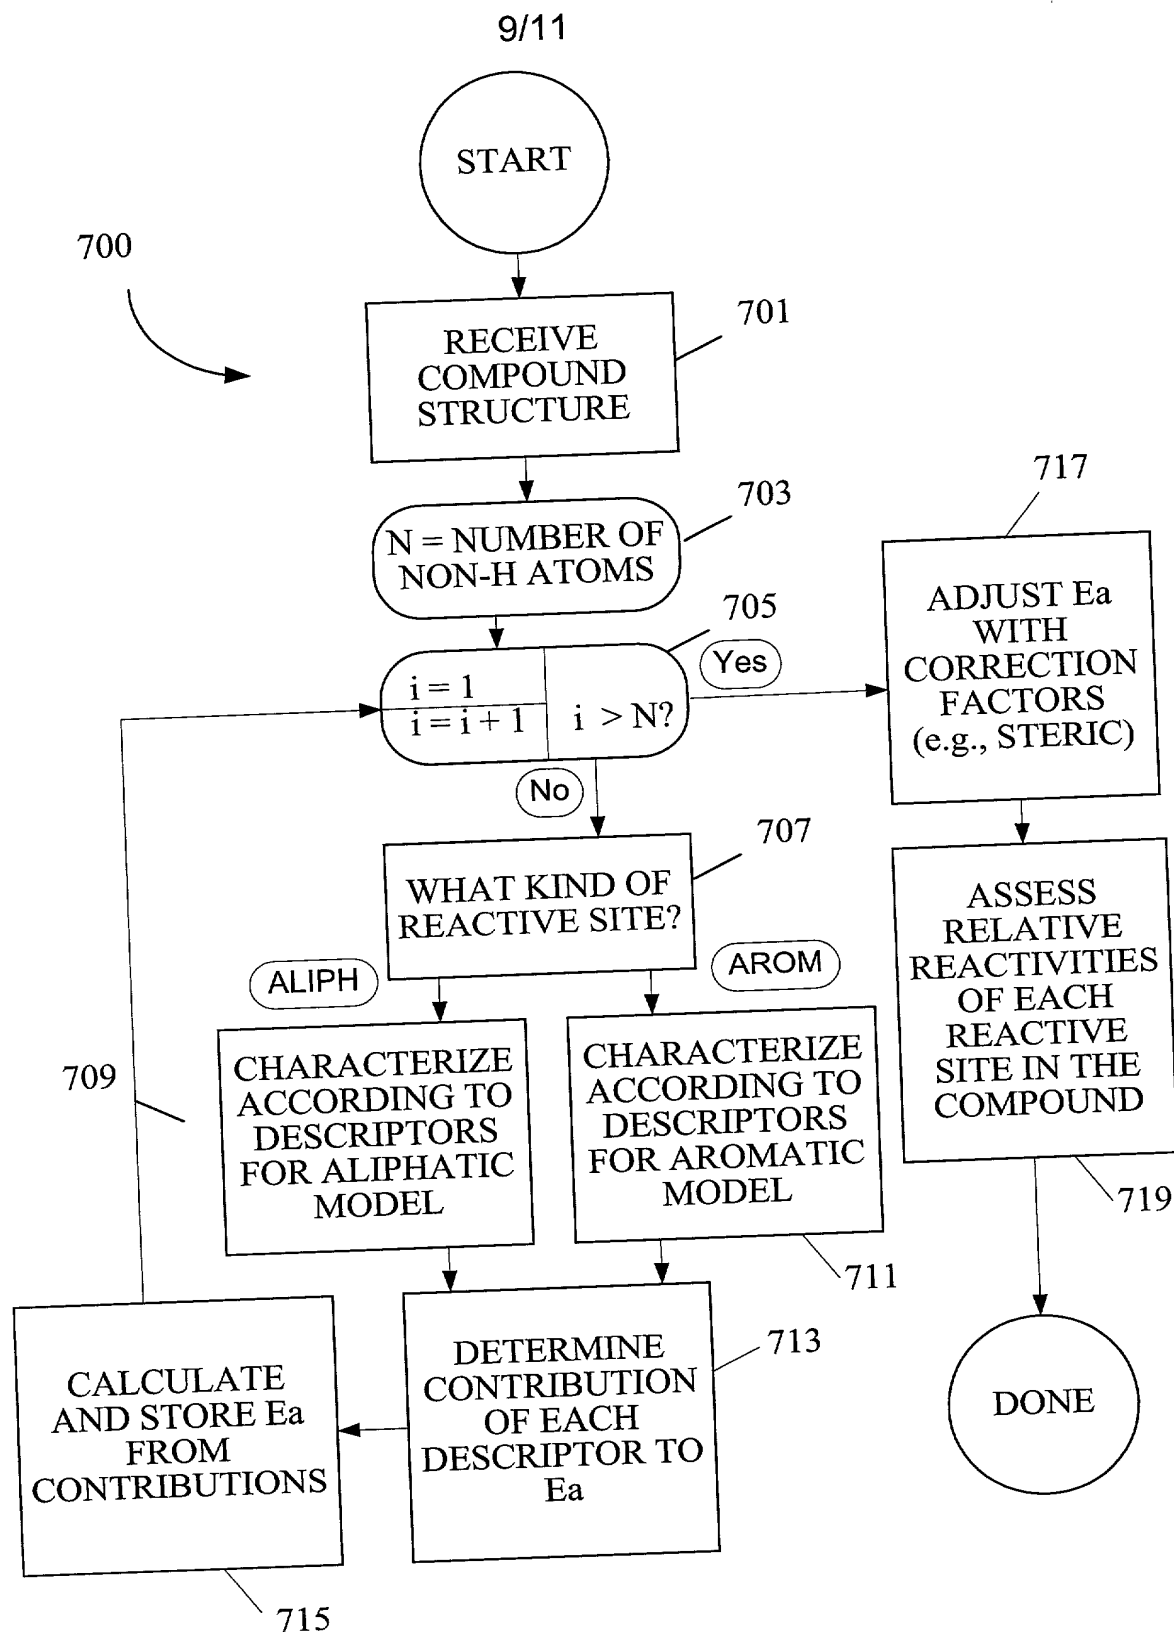 9/11
START
700
RECEIVE
COMPOUND
STRUCTURE
701
N = NUMBER OF
NON-H ATOMS
703
i = 1
i = i + 1
i > N?
705
Yes
No
717
ADJUST Ea
WITH
CORRECTION
FACTORS
(e.g., STERIC)
WHAT KIND OF
REACTIVE SITE?
707
ALIPH
AROM
709
CHARACTERIZE
ACCORDING TO
DESCRIPTORS
FOR ALIPHATIC
MODEL
CHARACTERIZE
ACCORDING TO
DESCRIPTORS
FOR AROMATIC
MODEL
711
ASSESS
RELATIVE
REACTIVITIES
OF EACH
REACTIVE
SITE IN THE
COMPOUND
719
CALCULATE
AND STORE Ea
FROM
CONTRIBUTIONS
715
DETERMINE
CONTRIBUTION
OF EACH
DESCRIPTOR TO
Ea
713
DONE